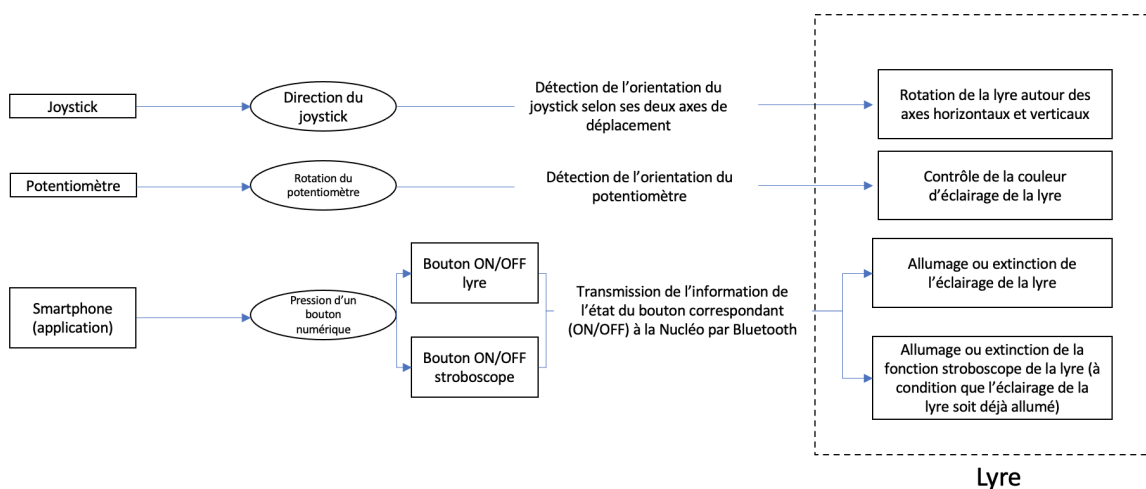 Joystick
Direction du
joystick
Détection de l’orientation du
joystick selon ses deux axes de
déplacement
Rotation de la lyre autour des
axes horizontaux et verticaux
Potentiomètre
Rotation du
potentiomètre
Détection de l’orientation du
potentiomètre
Contrôle de la couleur
d’éclairage de la lyre
Smartphone
(application)
Pression d’un
bouton
numérique
Bouton ON/OFF
lyre
Bouton ON/OFF
stroboscope
Transmission de l’information de
l’état du bouton correspondant
(ON/OFF) à la Nucléo par Bluetooth
Allumage ou extinction de
l’éclairage de la lyre
Allumage ou extinction de la
fonction stroboscope de la lyre (à
condition que l’éclairage de la
lyre soit déjà allumé)
Lyre